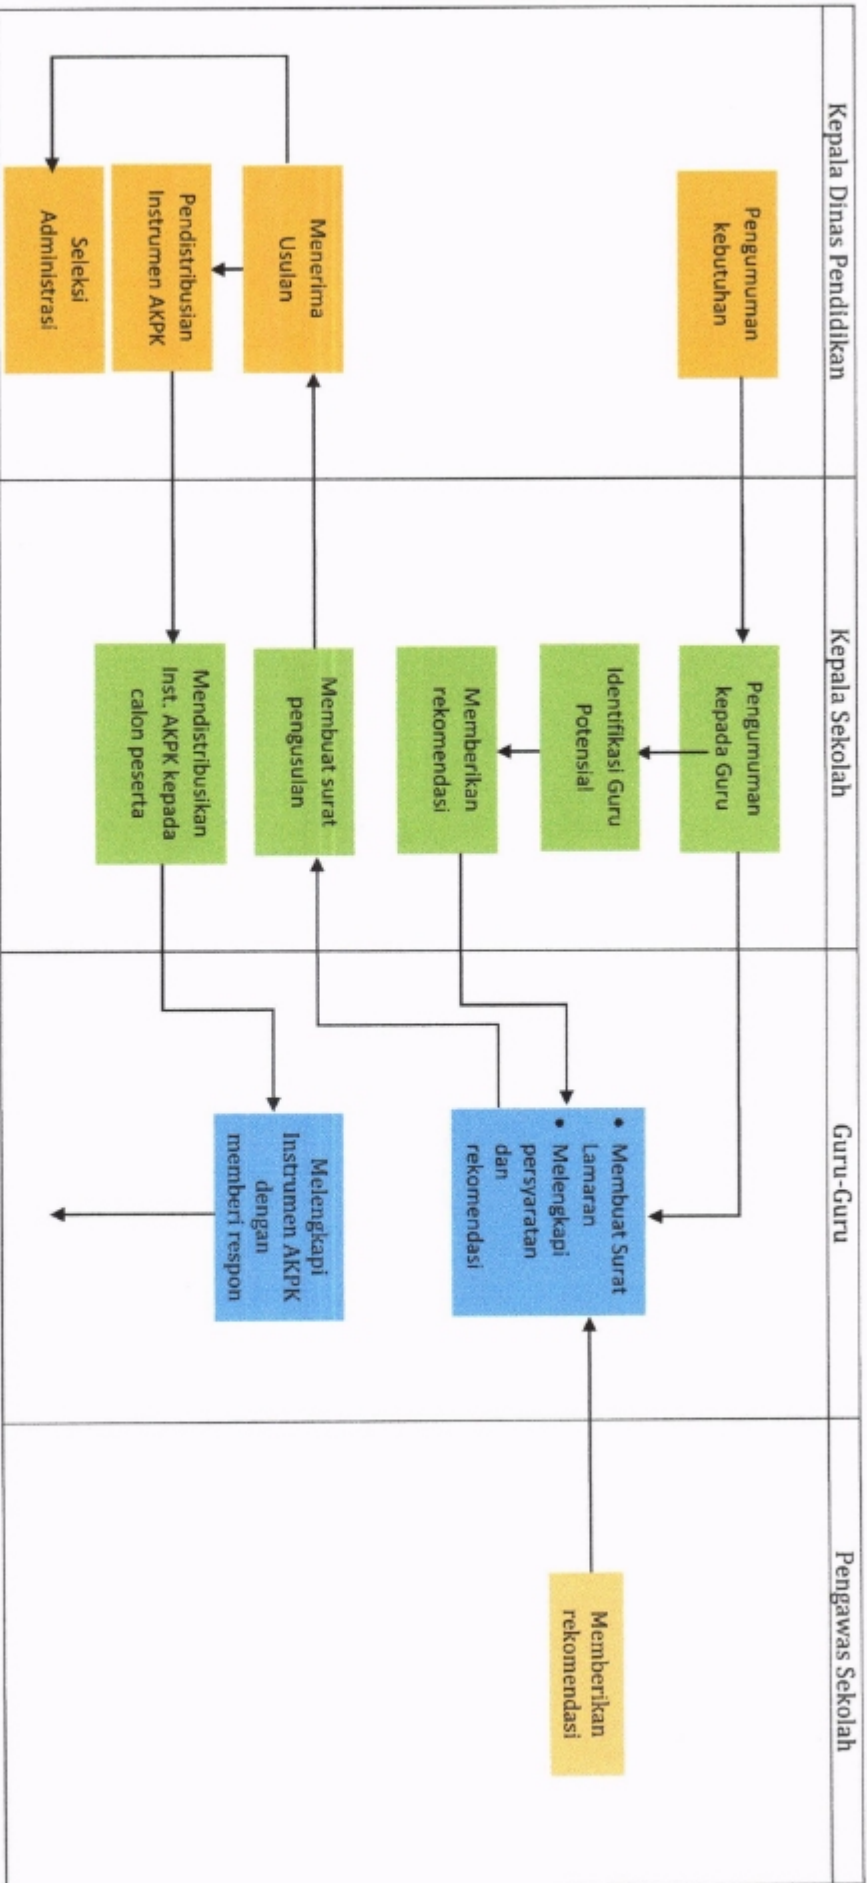 Kepala Dinas Pendidikan
Kepala Sekolah
Guru-Guru
Pengawas Sekolah
Pengumuman
kebutuhan
Pengumuman
kepada Guru
Identifikasi Guru
Potensial
Memberikan
rekomendasi
• Membuat Surat
Lamaran
• Melengkapi
persyaratan
dan
rekomendasi
Memberikan
rekomendasi
Menerima
Usulan
Membuat surat
pengusulan
Pendistribusian
Instrumen AKPK
Mendistribusikan
Inst. AKPK kepada
calon peserta
Melengkapi
Instrumen AKPK
dengan
memberi respon
Seleksi
Administrasi